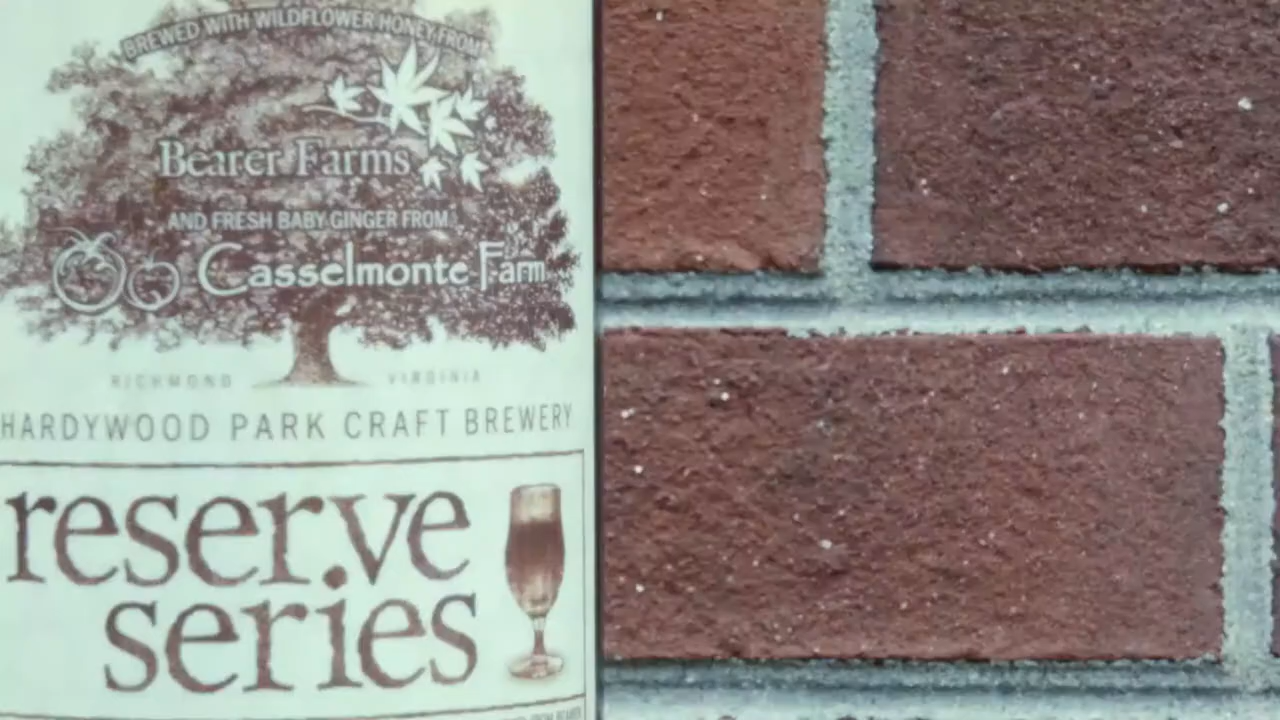 BREWED WITH WILDFLOWER HONEY FROM
Bearer Farms
AND FRESH BABY GINGER FROM
Casselmonte Farm
RICHMOND VIRGINIA
HARDYWOOD PARK CRAFT BREWERY
reserve
series